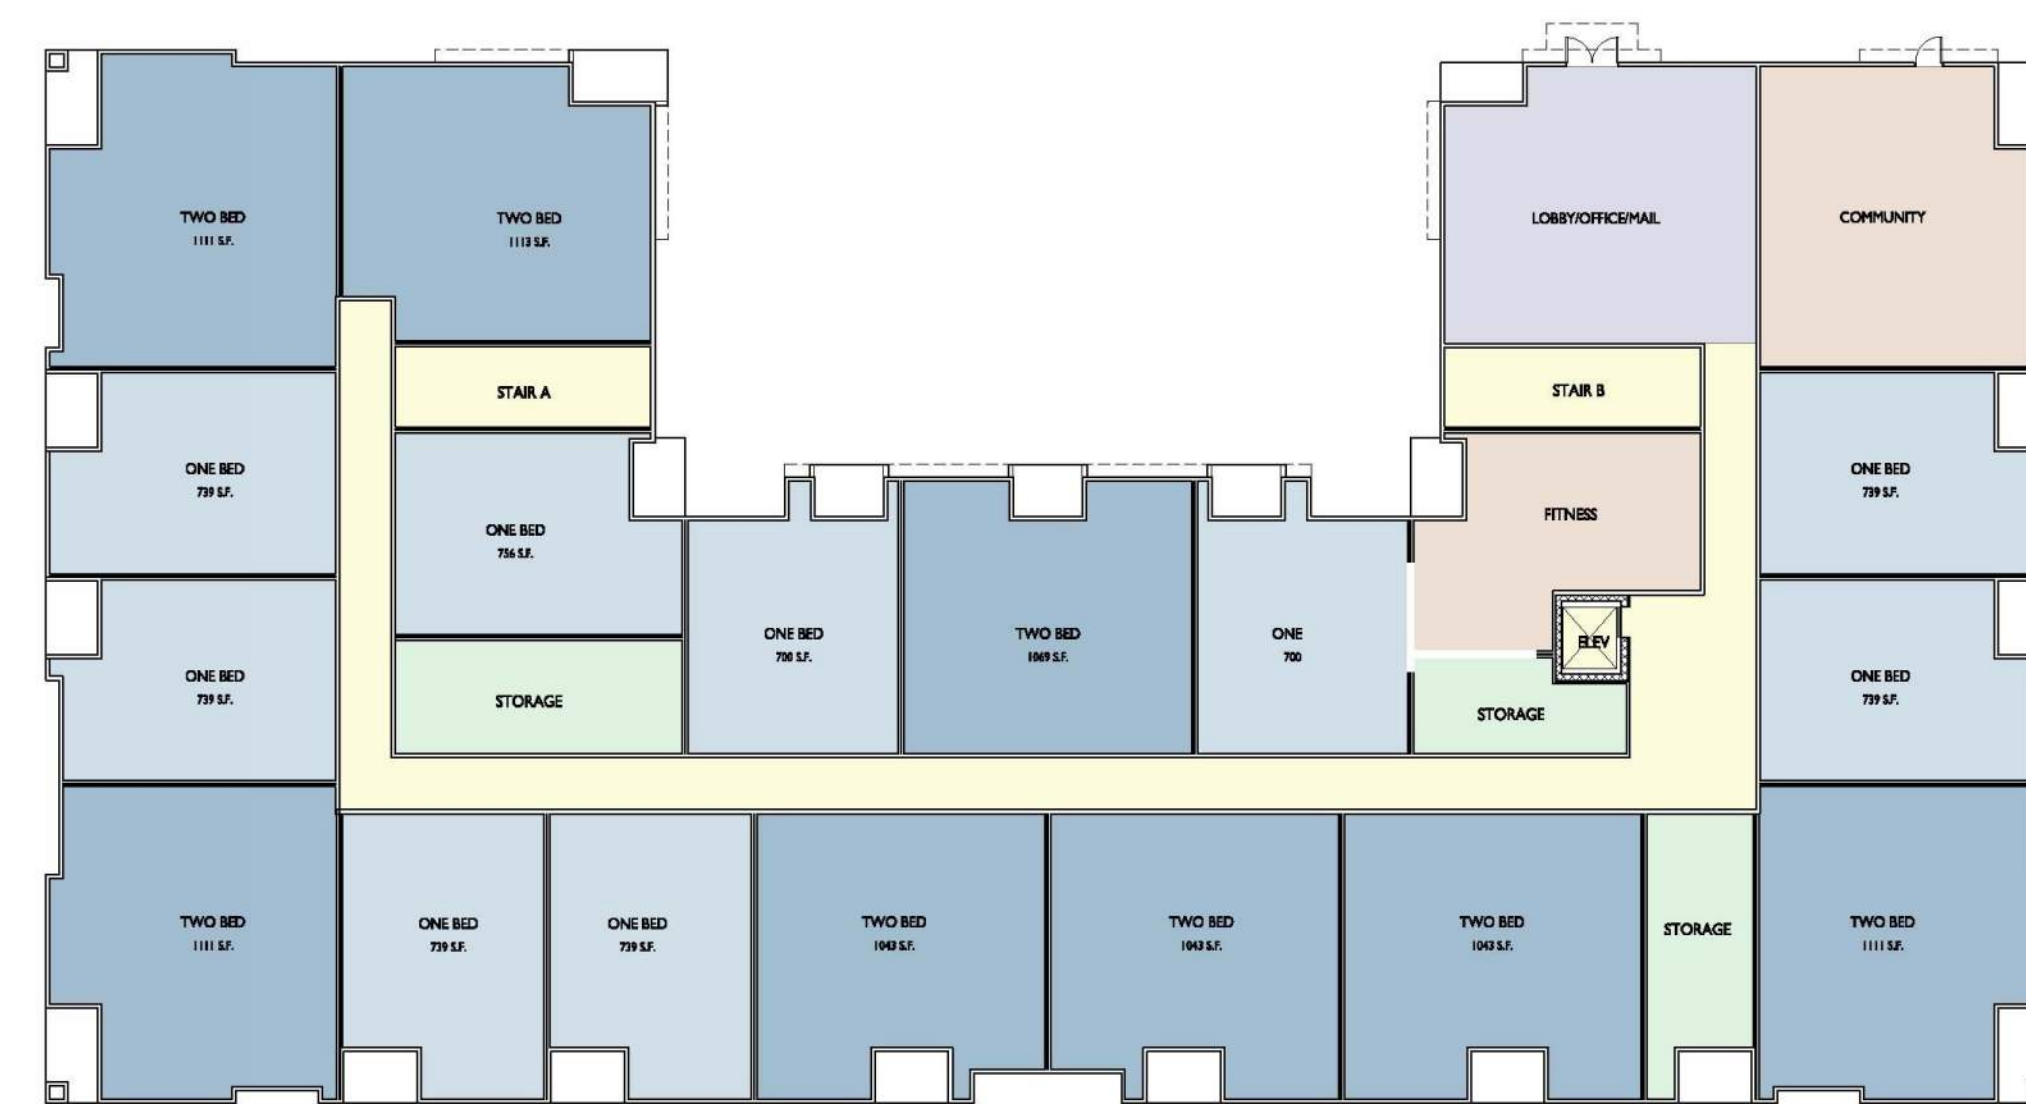 TWO BED
1111 S.F.
TWO BED
1113 S.F.
LOBBY/OFFICE/MAIL
COMMUNITY
STAIR A
STAIR B
ONE BED
739 S.F.
ONE BED
756 S.F.
FITNESS
ONE BED
739 S.F.
ONE BED
739 S.F.
STORAGE
ONE BED
700 S.F.
TWO BED
1069 S.F.
ONE
700
ELEV
STORAGE
ONE BED
739 S.F.
TWO BED
1111 S.F.
ONE BED
739 S.F.
ONE BED
739 S.F.
TWO BED
1043 S.F.
TWO BED
1043 S.F.
TWO BED
1043 S.F.
STORAGE
TWO BED
1111 S.F.